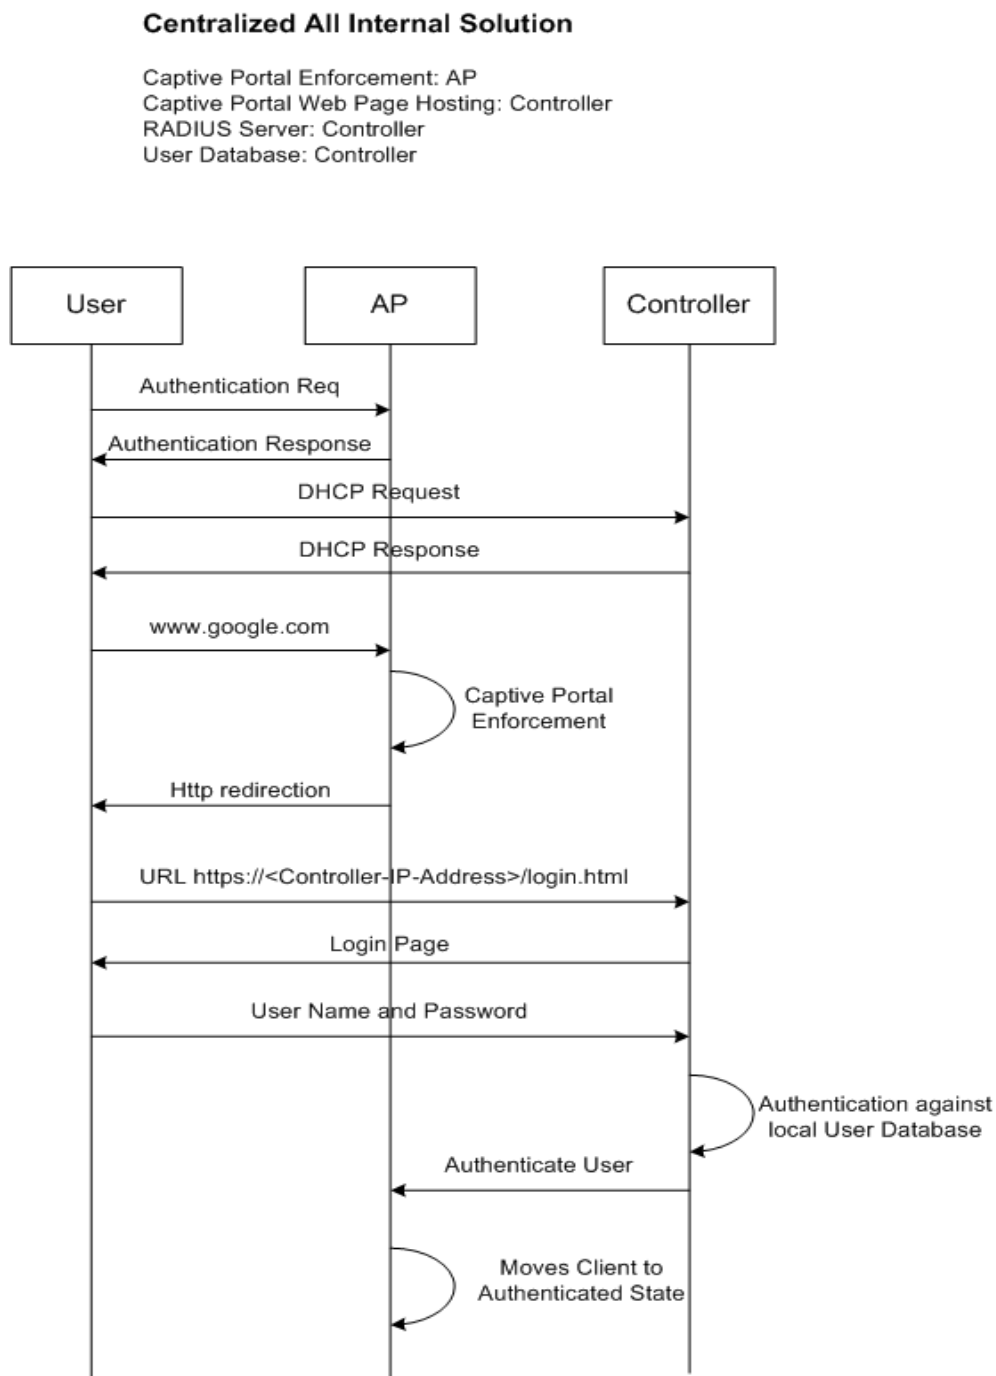 Centralized All Internal Solution
Captive Portal Enforcement: AP
Captive Portal Web Page Hosting: Controller
RADIUS Server: Controller
User Database: Controller
User
AP
Controller
Authentication Req
Authentication Response
DHCP Request
DHCP Response
www.google.com
Captive Portal
Enforcement
Http redirection
URL https://<Controller-IP-Address>/login.html
Login Page
User Name and Password
Authentication against
local User Database
Authenticate User
Moves Client to
Authenticated State